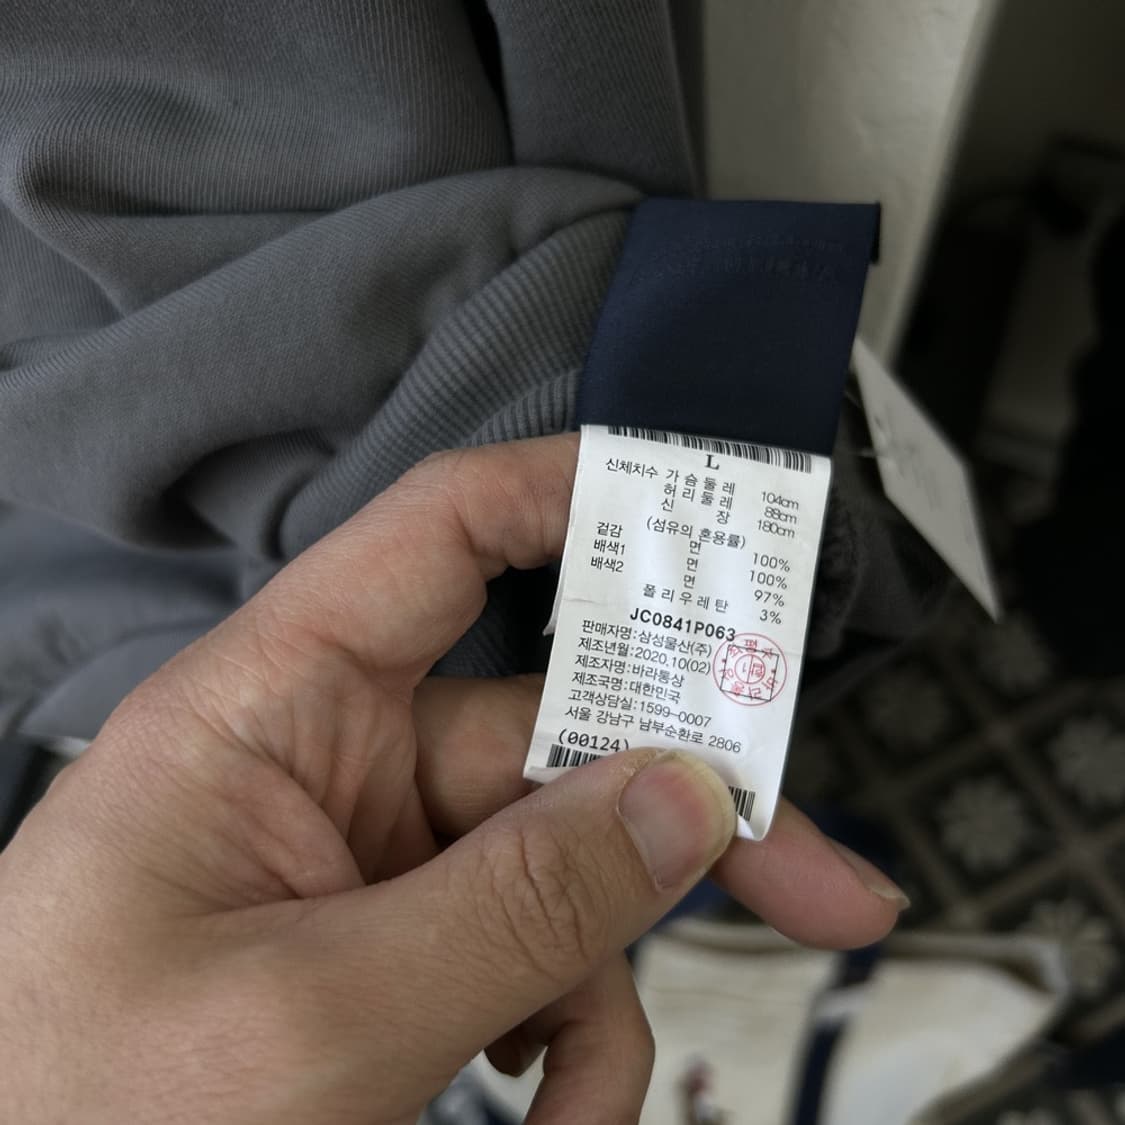 L
신체치수 가슴둘레 104cm
허리둘레 88cm
신장 180cm
(섬유의 혼용률)
겉감 면 100%
배색1 면 100%
배색2 면 97%
폴리우레탄 3%
JC0841P063
판매자명:삼성물산(주)
제조년월:2020.10(02)
제조자명:바라통상
제조국명:대한민국
고객상담실:1599-0007
서울 강남구 남부순환로 2806
(00124)